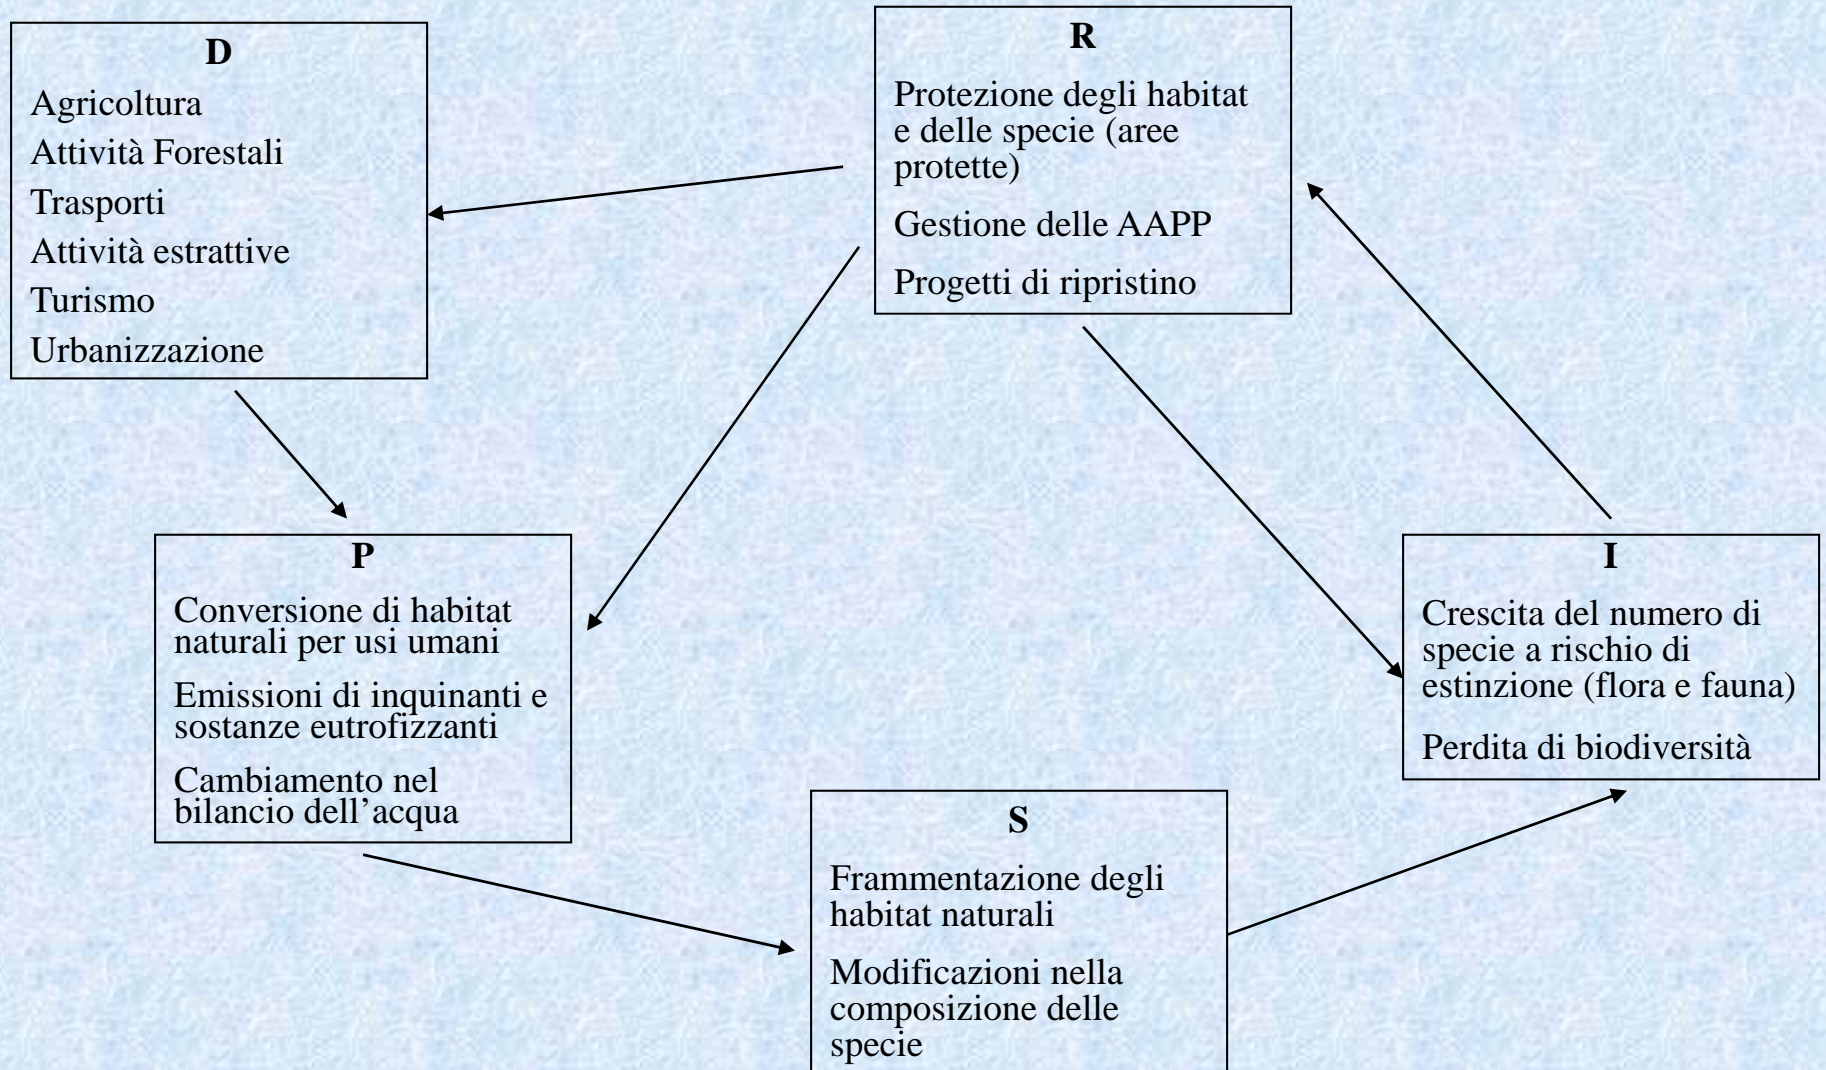 D
Agricoltura
Attività Forestali
Trasporti
Attività estrattive
Turismo
Urbanizzazione
R
Protezione degli habitat
e delle specie (aree
protette)
Gestione delle AAPP
Progetti di ripristino
P
Conversione di habitat
naturali per usi umani
Emissioni di inquinanti e
sostanze eutrofizzanti
Cambiamento nel
bilancio dell’acqua
S
Frammentazione degli
habitat naturali
Modificazioni nella
composizione delle
specie
I
Crescita del numero di
specie a rischio di
estinzione (flora e fauna)
Perdita di biodiversità